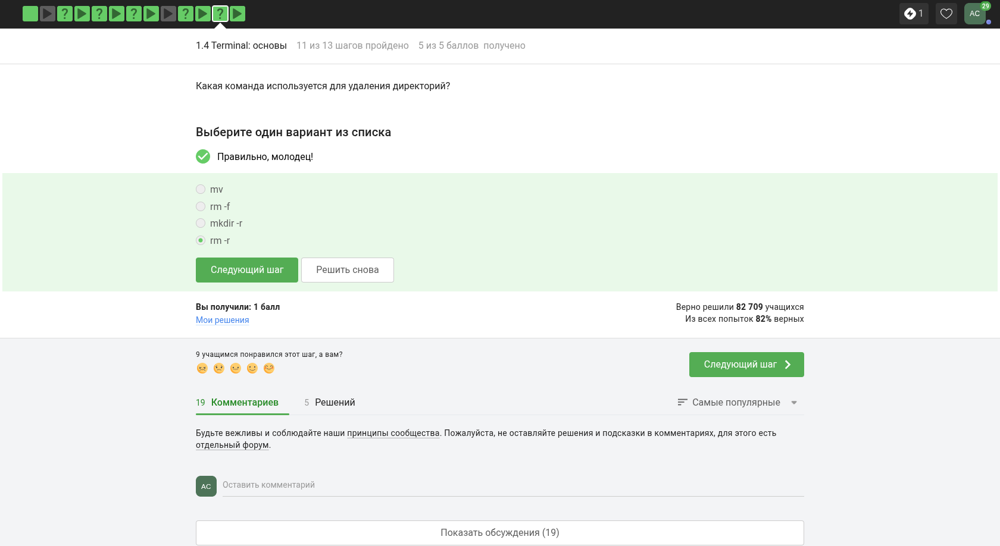 1
AC
29
1.4 Terminal: основы 11 из 13 шагов пройдено 5 из 5 баллов получено
Какая команда используется для удаления директорий?
Выберите один вариант из списка
Правильно, молодец!
mv
rm -f
mkdir -r
rm -r
Следующий шаг Решить снова
Вы получили: 1 балл
Мои решения
Верно решили 82 709 учащихся
Из всех попыток 82% верных
9 учащимся понравился этот шаг, а вам?
Следующий шаг
19 Комментариев 5 Решений Самые популярные
Будьте вежливы и соблюдайте наши принципы сообщества. Пожалуйста, не оставляйте решения и подсказки в комментариях, для этого есть
отдельный форум.
AC Оставить комментарий
Показать обсуждения (19)